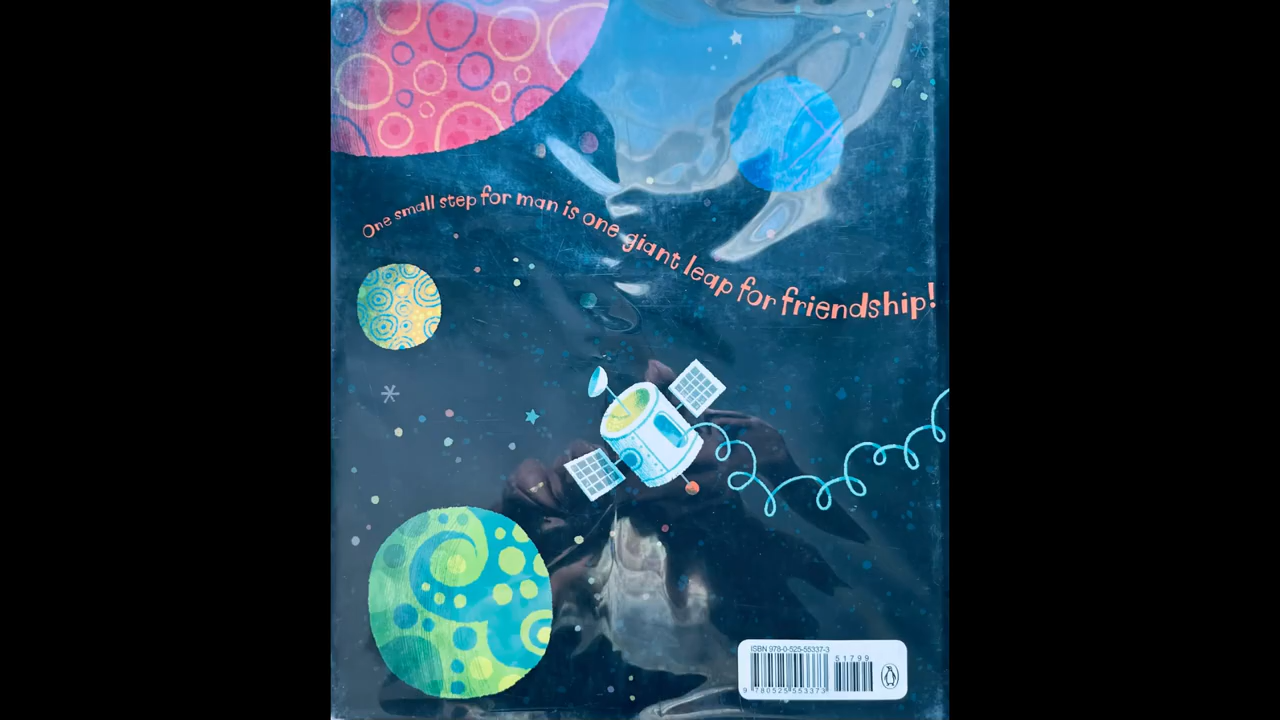 One small step for man is one giant leap for friendship!
ISBN 978-0-525-55337-3
51799
9 780525 553373